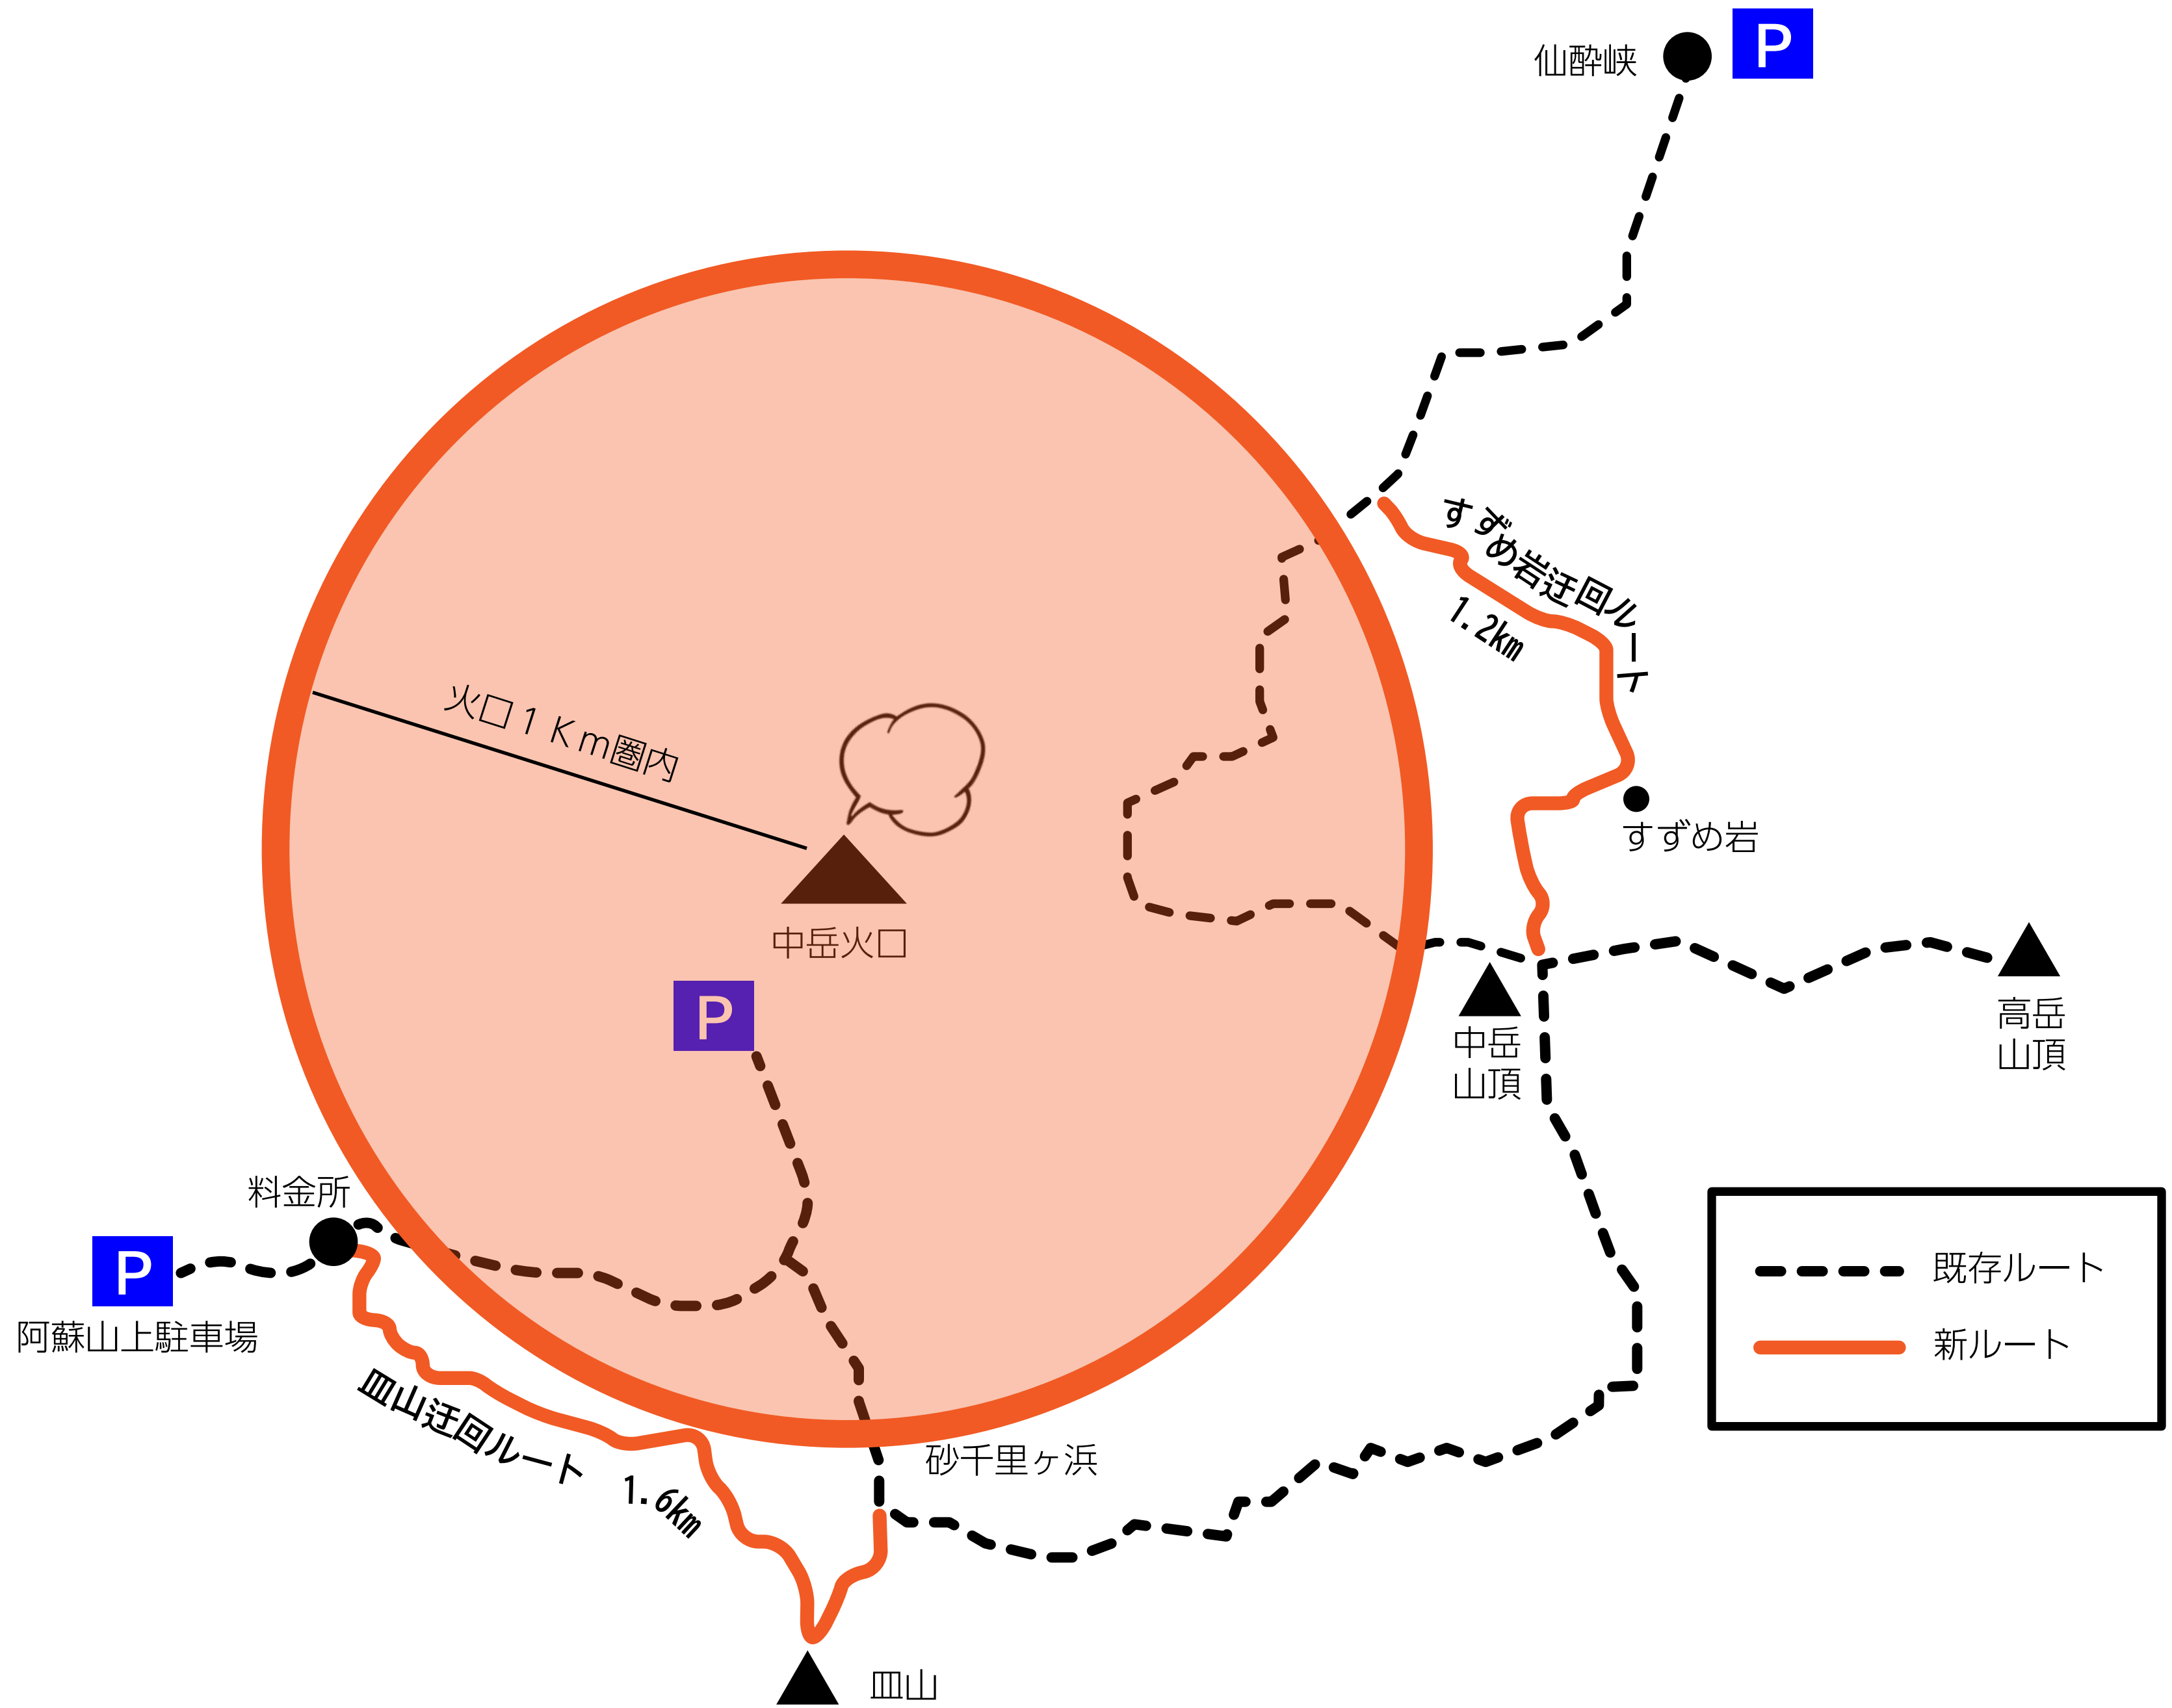 仙酔峡
P
すずめ岩迂回ルート
1.2km
火口1Km圏内
すずめ岩
中岳火口
P
中岳
山頂
高岳
山頂
料金所
P
阿蘇山上駐車場
皿山迂回ルート 1.6km
砂千里ヶ浜
皿山
既存ルート
新ルート